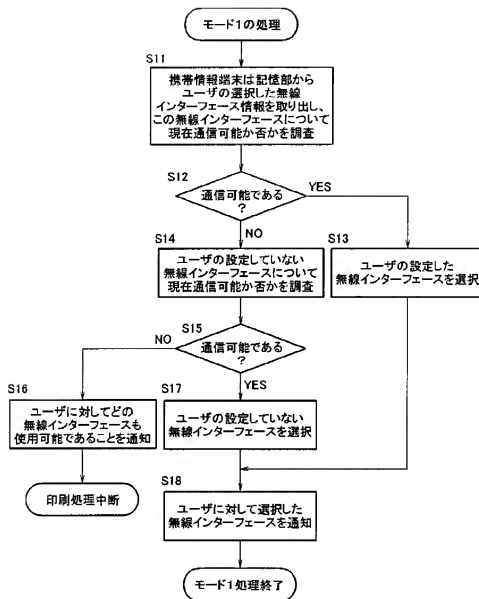 モード1の処理
S11
携帯情報端末は記憶部から
ユーザの選択した無線
インターフェース情報を取り出し、
この無線インターフェースについて
現在通信可能か否かを調査
S12
通信可能である
?
YES
NO
S13
ユーザの設定した
無線インターフェースを選択
S14
ユーザの設定していない
無線インターフェースについて
現在通信可能か否かを調査
S15
通信可能である
?
NO
YES
S16
ユーザに対してどの
無線インターフェースも
使用可能であることを通知
印刷処理中断
S17
ユーザの設定していない
無線インターフェースを選択
S18
ユーザに対して選択した
無線インターフェースを通知
モード1処理終了